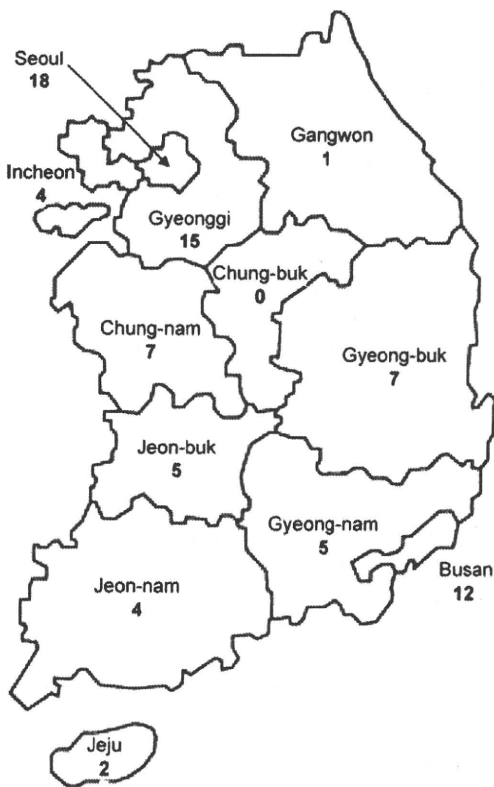 Seoul
18
Gangwon
1
Incheon
4
Gyeonggi
15
Chung-buk
0
Chung-nam
7
Gyeong-buk
7
Jeon-buk
5
Gyeong-nam
5
Busan
12
Jeon-nam
4
Jeju
2